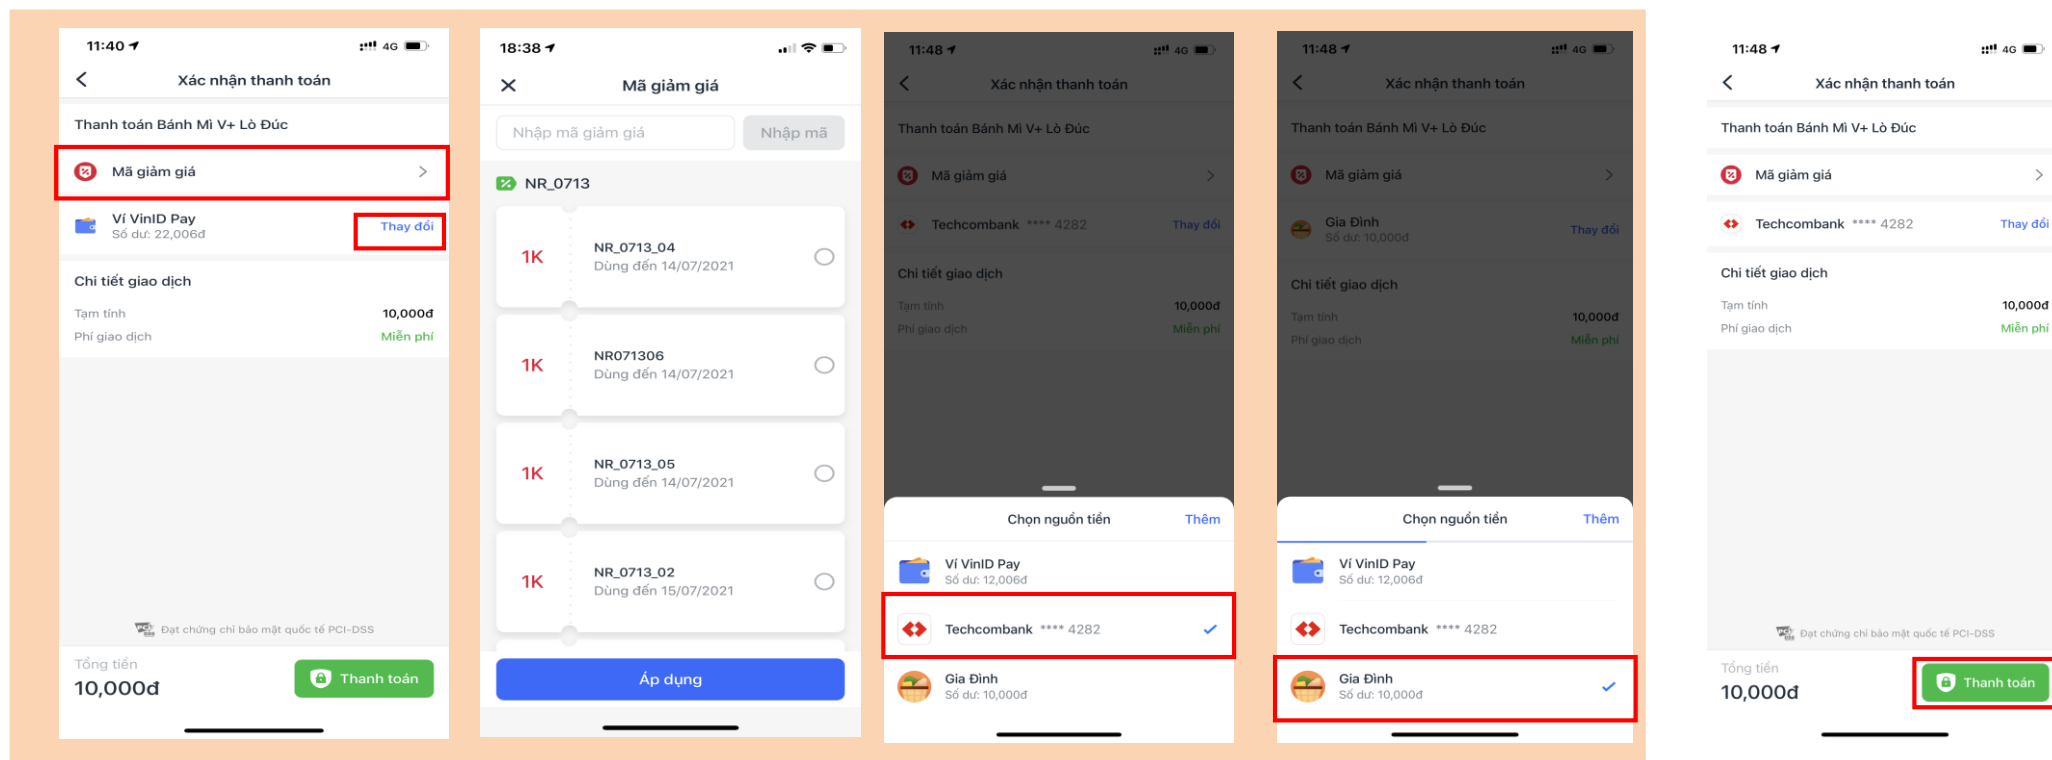 11:40
4G
Xác nhận thanh toán
Thanh toán Bánh Mì V+ Lò Đúc
Mã giảm giá
Ví VinID Pay
Số dư: 22,006đ
Thay đổi
Chi tiết giao dịch
Tạm tính
10,000đ
Phí giao dịch
Miễn phí
PCI DSS
Đạt chứng chỉ bảo mật quốc tế PCI-DSS
Tổng tiền
10,000đ
Thanh toán
18:38
Mã giảm giá
Nhập mã giảm giá
Nhập mã
NR_0713
1K
NR_0713_04
Dùng đến 14/07/2021
1K
NR071306
Dùng đến 14/07/2021
1K
NR_0713_05
Dùng đến 14/07/2021
1K
NR_0713_02
Dùng đến 15/07/2021
Áp dụng
11:48
4G
Xác nhận thanh toán
Thanh toán Bánh Mì V+ Lò Đúc
Mã giảm giá
Techcombank **** 4282
Thay đổi
Chi tiết giao dịch
Tạm tính
10,000đ
Phí giao dịch
Miễn phí
Chọn nguồn tiền
Thêm
Ví VinID Pay
Số dư: 12,006đ
Techcombank **** 4282
Gia Đình
Số dư: 10,000đ
11:48
4G
Xác nhận thanh toán
Thanh toán Bánh Mì V+ Lò Đúc
Mã giảm giá
Gia Đình
Số dư: 10,000đ
Thay đổi
Chi tiết giao dịch
Tạm tính
10,000đ
Phí giao dịch
Miễn phí
Chọn nguồn tiền
Thêm
Ví VinID Pay
Số dư: 12,006đ
Techcombank **** 4282
Gia Đình
Số dư: 10,000đ
11:48
4G
Xác nhận thanh toán
Thanh toán Bánh Mì V+ Lò Đúc
Mã giảm giá
Techcombank **** 4282
Thay đổi
Chi tiết giao dịch
Tạm tính
10,000đ
Phí giao dịch
Miễn phí
PCI DSS
Đạt chứng chỉ bảo mật quốc tế PCI-DSS
Tổng tiền
10,000đ
Thanh toán